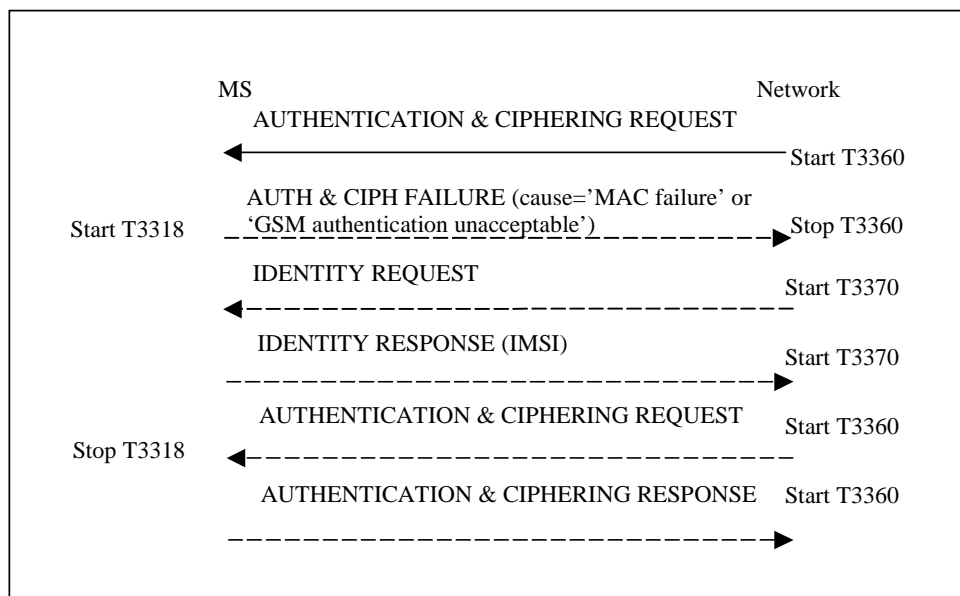 MS Network
AUTHENTICATION & CIPHERING REQUEST
Start T3360
AUTH & CIPH FAILURE (cause=’MAC failure’ or
‘GSM authentication unacceptable’)
Start T3318
Stop T3360
IDENTITY REQUEST
Start T3370
IDENTITY RESPONSE (IMSI)
Start T3370
AUTHENTICATION & CIPHERING REQUEST
Start T3360
Stop T3318
AUTHENTICATION & CIPHERING RESPONSE
Start T3360